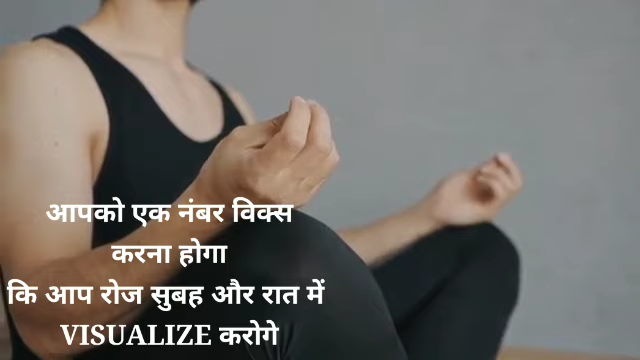 आपको एक नंबर विक्स
करना होगा
कि आप रोज सुबह और रात में
VISUALIZE करोगे